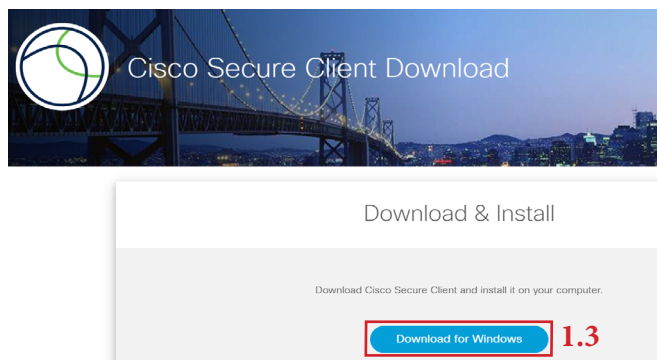 Cisco Secure Client Download
Download & Install
Download Cisco Secure Client and install it on your computer.
Download for Windows 1.3